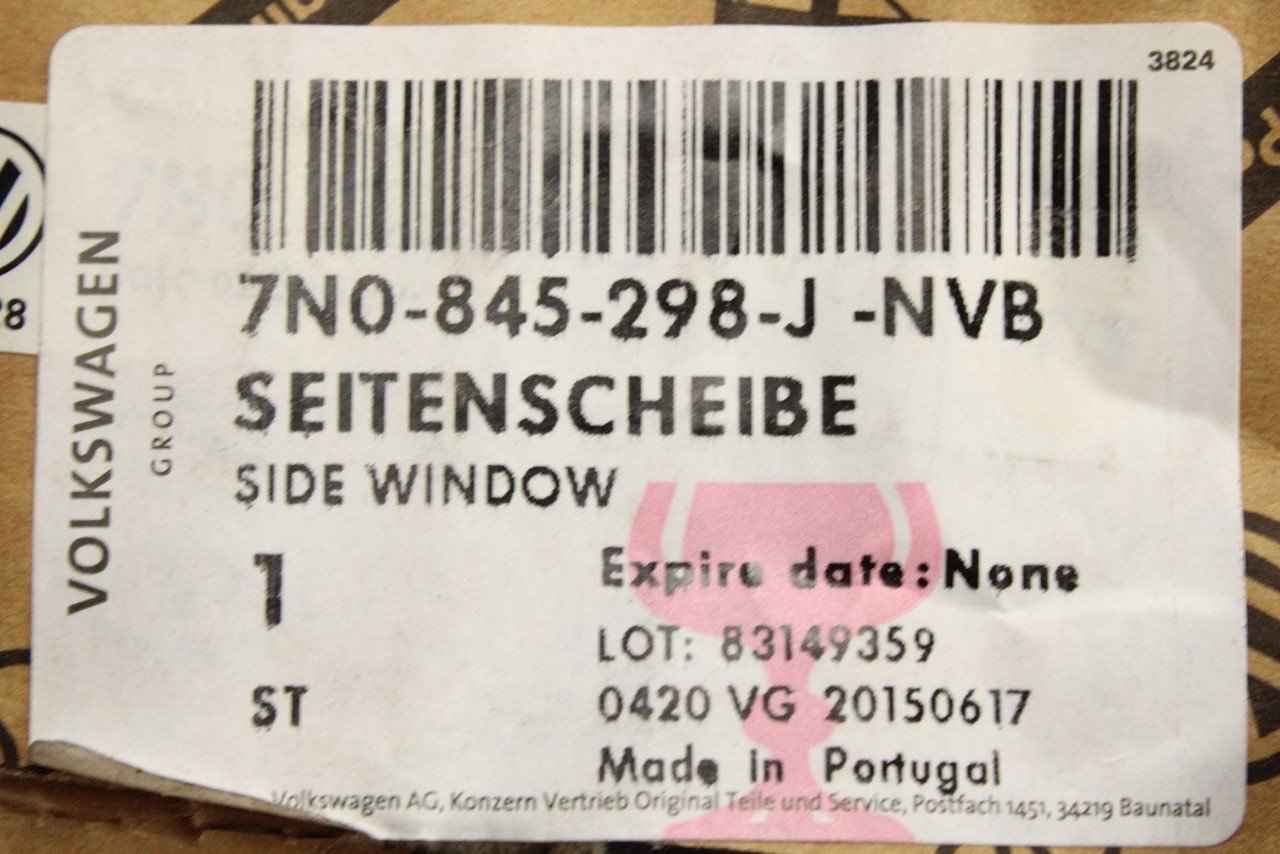 3824
7N0-845-298-J -NVB
SEITENSCHEIBE
SIDE WINDOW
1
Expire date: None
LOT: 83149359
ST
0420 VG 20150617
Made in Portugal
Volkswagen AG, Konzern Vertrieb Original Teile und Service, Postfach 1451, 34219 Baunatal
VOLKSWAGEN
GROUP